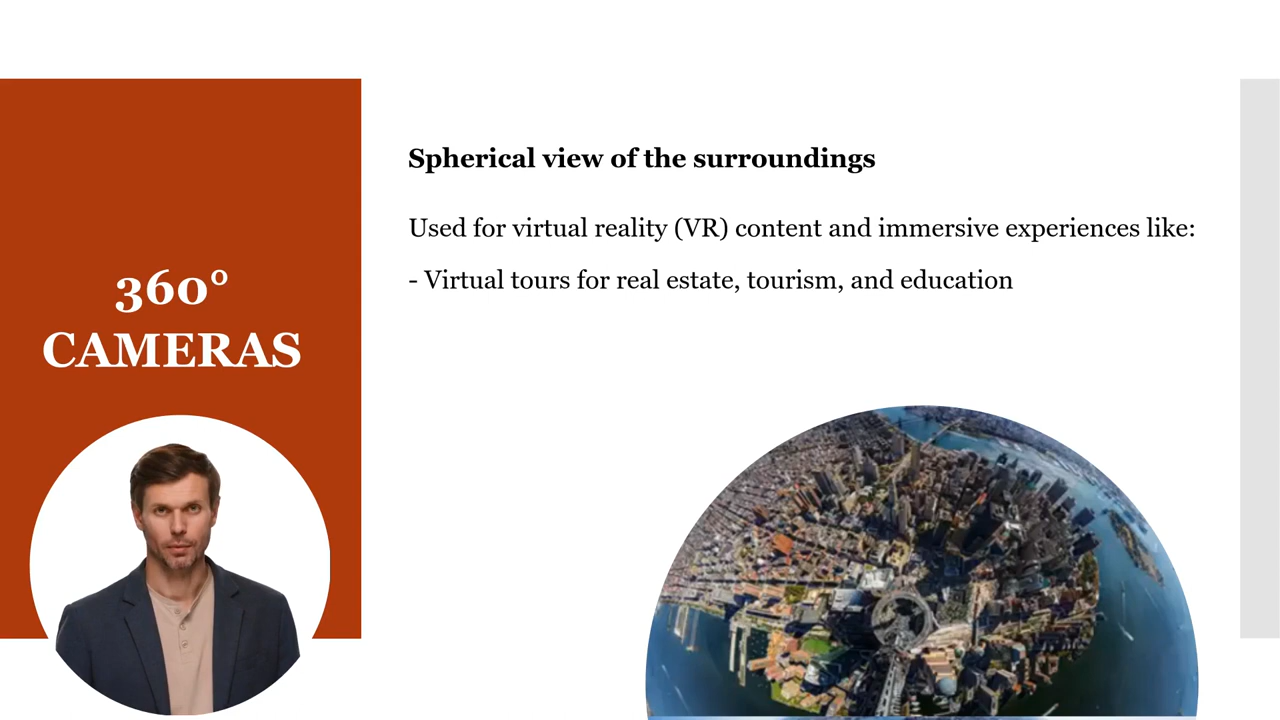 360°
CAMERAS
Spherical view of the surroundings
Used for virtual reality (VR) content and immersive experiences like:
- Virtual tours for real estate, tourism, and education